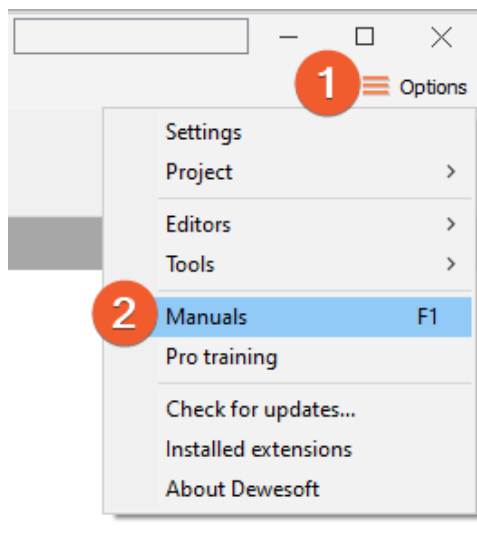 1 Options
Settings
Project
Editors
Tools
2 Manuals F1
Pro training
Check for updates...
Installed extensions
About Dewesoft